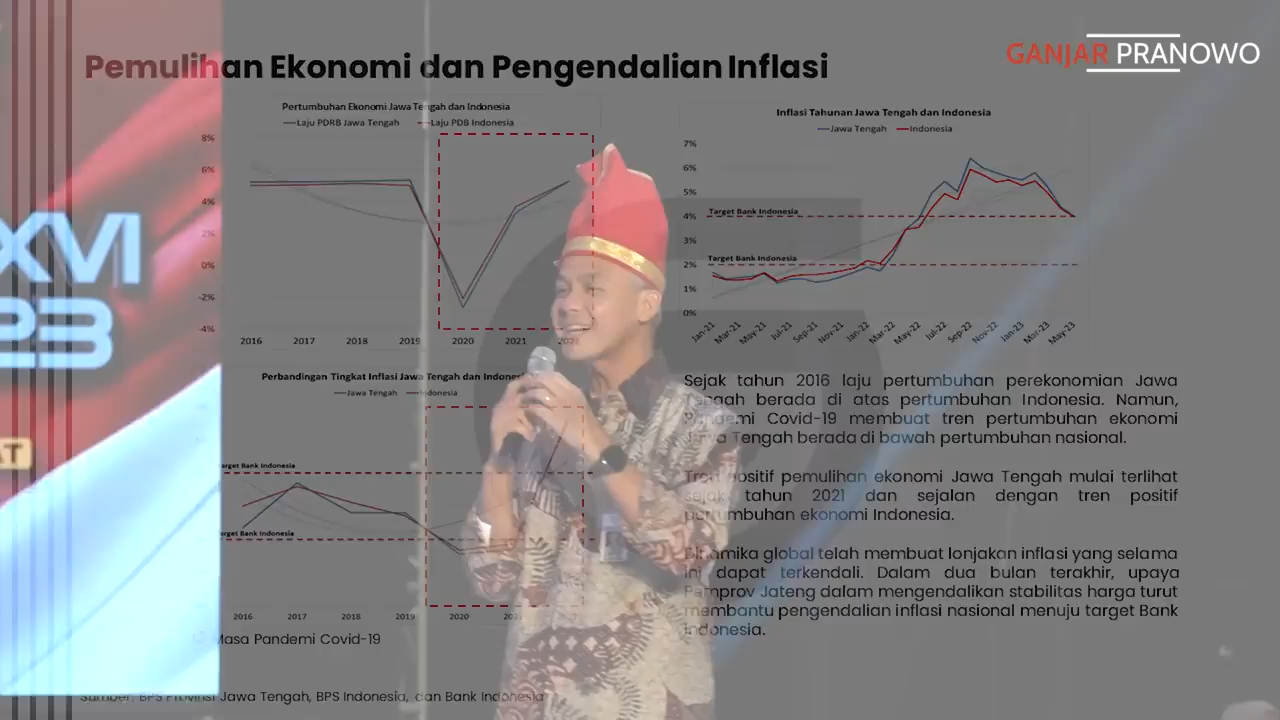 GANJAR PRANOWO
Pemulihan Ekonomi dan Pengendalian Inflasi
Pertumbuhan Ekonomi Jawa Tengah dan Indonesia
Laju PDRB Jawa Tengah Laju PDB Indonesia
8%
6%
4%
2%
0%
-2%
-4%
2016 2017 2018 2019 2020 2021
Inflasi Tahunan Jawa Tengah dan Indonesia
Jawa Tengah Indonesia
7%
6%
5%
4%
3%
2%
1%
0%
Target Bank Indonesia
Target Bank Indonesia
Jan-21 Mar-21 May-21 Jul-21 Sep-21 Nov-21 Jan-22 Mar-22 May-22 Jul-22 Sep-22 Nov-22 Jan-23 Mar-23 May-23
XVI
23
AT
Perbandingan Tingkat Inflasi Jawa Tengah dan Indonesia
Jawa Tengah Indonesia
Target Bank Indonesia
Target Bank Indonesia
2016 2017 2018 2019 2020 2021
Masa Pandemi Covid-19
Sejak tahun 2016 laju pertumbuhan perekonomian Jawa
Tengah berada di atas pertumbuhan Indonesia. Namun,
Pandemi Covid-19 membuat tren pertumbuhan ekonomi
Jawa Tengah berada di bawah pertumbuhan nasional.
Tren positif pemulihan ekonomi Jawa Tengah mulai terlihat
sejak tahun 2021 dan sejalan dengan tren positif
pertumbuhan ekonomi Indonesia.
Dinamika global telah membuat lonjakan inflasi yang selama
ini dapat terkendali. Dalam dua bulan terakhir, upaya
Pemprov Jateng dalam mengendalikan stabilitas harga turut
membantu pengendalian inflasi nasional menuju target Bank
Indonesia.
Sumber: BPS Provinsi Jawa Tengah, BPS Indonesia, dan Bank Indonesia